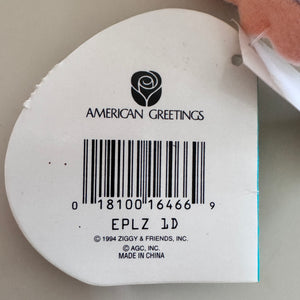 AMERICAN GREETINGS
0 18100 16466 9
EPLZ 1D
© 1994 ZIGGY & FRIENDS, INC.
© AGC, INC.
MADE IN CHINA